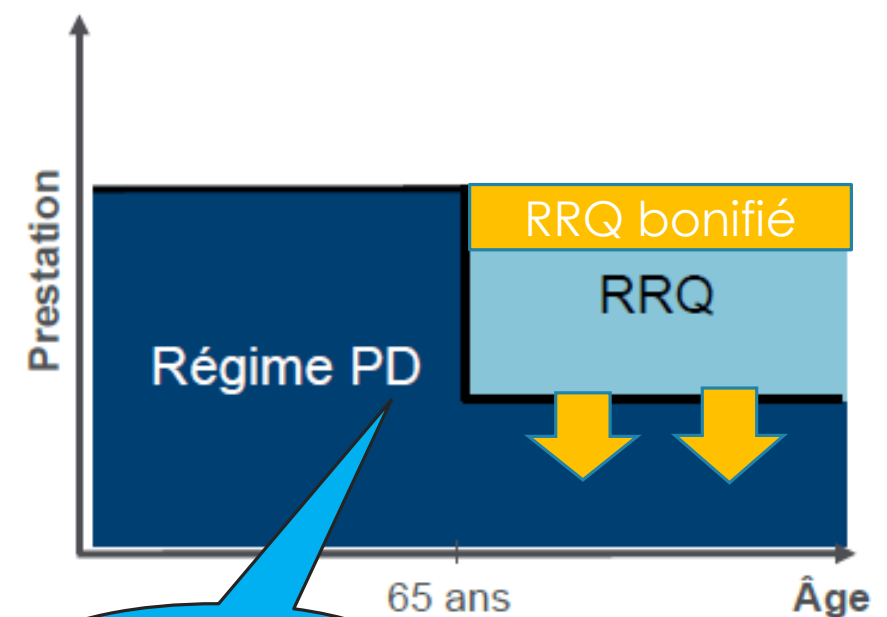 Prestation
RRQ bonifié
RRQ
Régime PD
65 ans
Âge